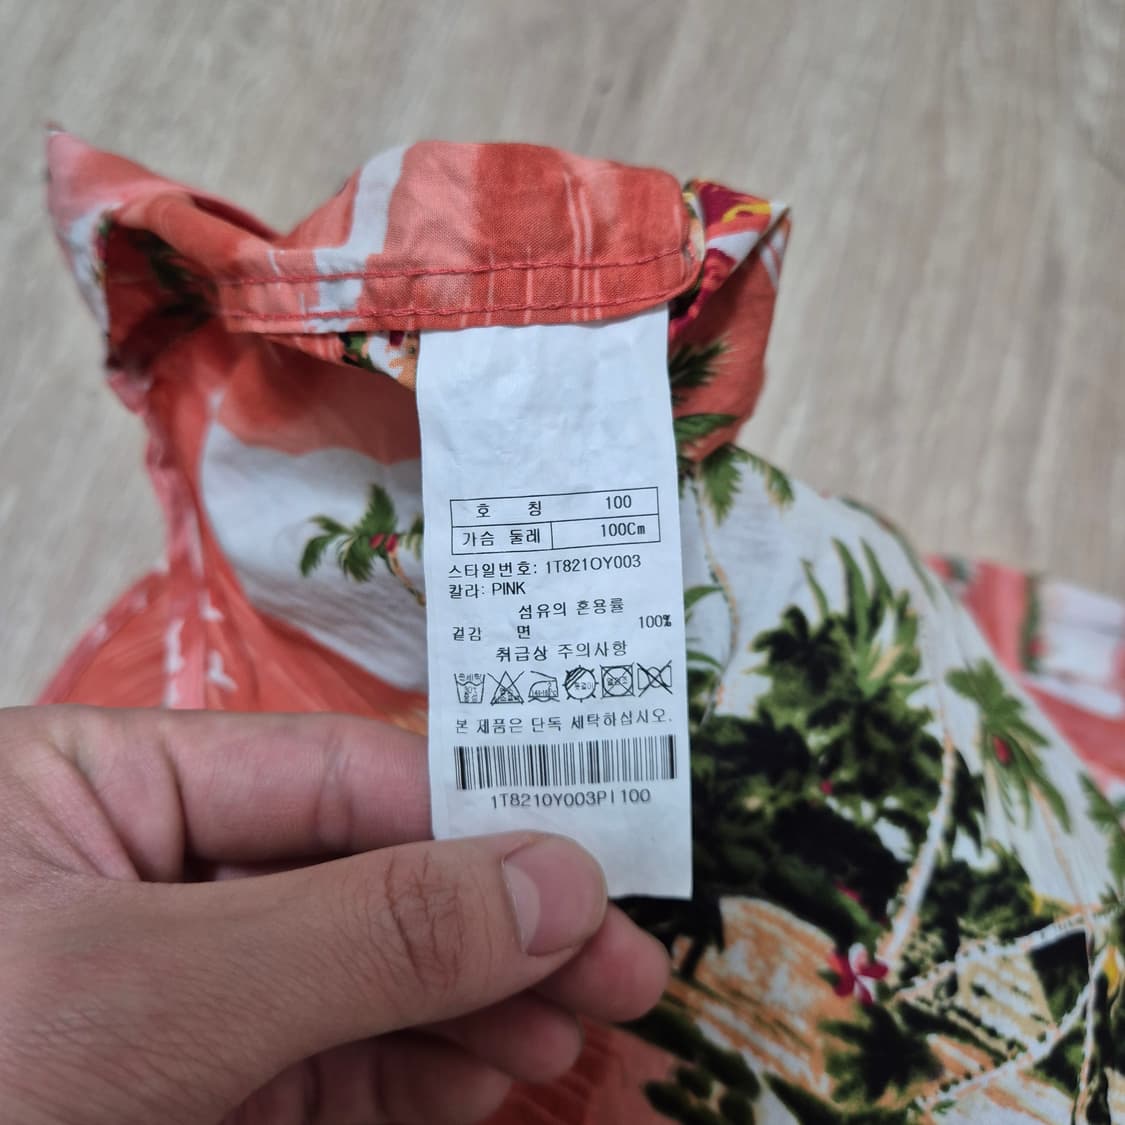 호 칭 100
가슴 둘레 100Cm
스타일번호: 1T8210Y003
칼라: PINK
섬유의 혼용률
겉감 면 100%
취급상 주의사항
본 제품은 단독 세탁하십시오.
1T8210Y003PI100